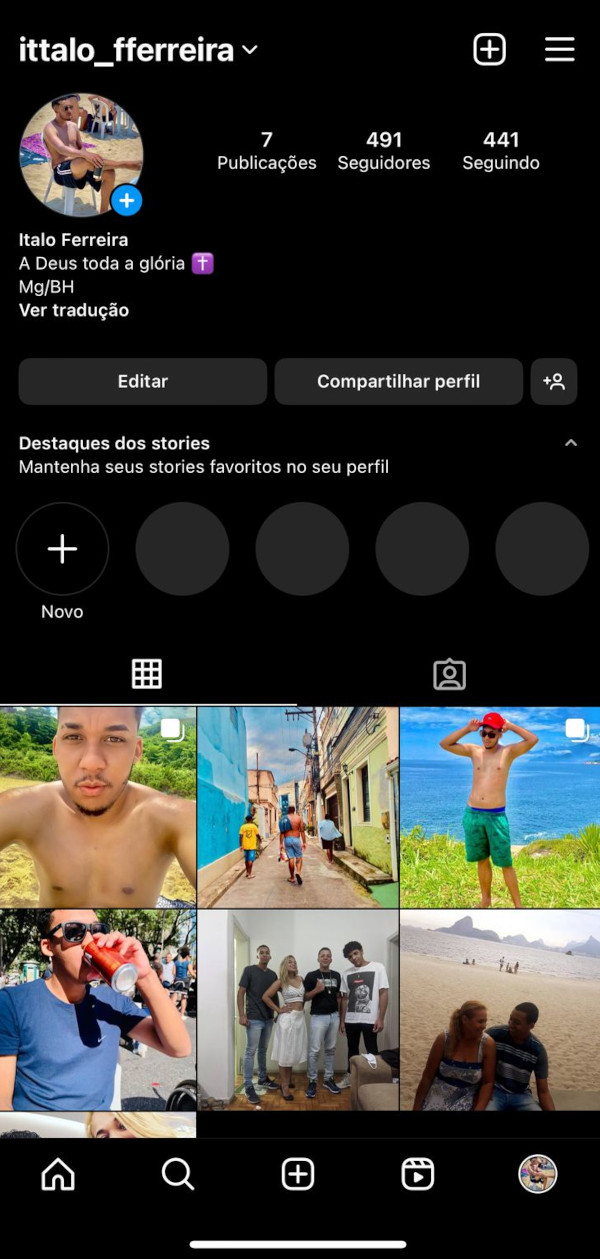 ittalo_fferreira
7 491 441
Publicações Seguidores Seguindo
Italo Ferreira
A Deus toda a glória ✝️
Mg/BH
Ver tradução
Editar Compartilhar perfil
Destaques dos stories
Mantenha seus stories favoritos no seu perfil
Novo